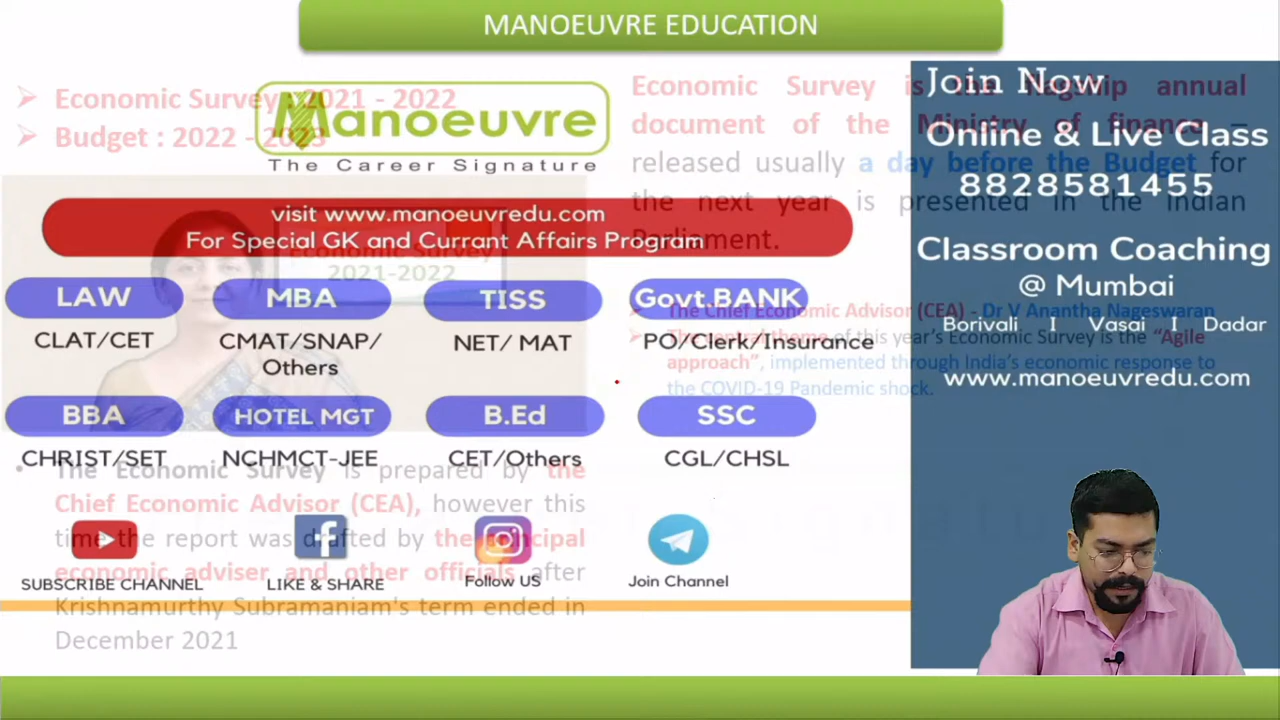 MANOEUVRE EDUCATION
Economic Survey : 2021 - 2022
Budget : 2022 - 2023
Manoeuvre
The Career Signature
visit www.manoeuvredu.com
For Special GK and Currant Affairs Program
Economic Survey
2021-2022
LAW
CLAT/CET
MBA
CMAT/SNAP/
Others
TISS
NET/ MAT
Govt.BANK
PO/Clerk/Insurance
BBA
CHRIST/SET
HOTEL MGT
NCHMCT-JEE
B.Ed
CET/Others
SSC
CGL/CHSL
• The Economic Survey is prepared by the
Chief Economic Advisor (CEA), however this
time the report was drafted by the principal
economic adviser and other officials after
Krishnamurthy Subramaniam's term ended in
December 2021
SUBSCRIBE CHANNEL
LIKE & SHARE
Follow US
Join Channel
Economic Survey is the flagship annual
document of the Ministry of finance –
released usually a day before the Budget for
the next year is presented in the Indian
Parliament.
The Chief Economic Advisor (CEA) - Dr V Anantha Nageswaran
The central theme of this year's Economic Survey is the “Agile
approach”, implemented through India's economic response to
the COVID-19 Pandemic shock.
Join Now
Online & Live Class
8828581455
Classroom Coaching
@ Mumbai
Borivali I Vasai I Dadar
www.manoeuvredu.com